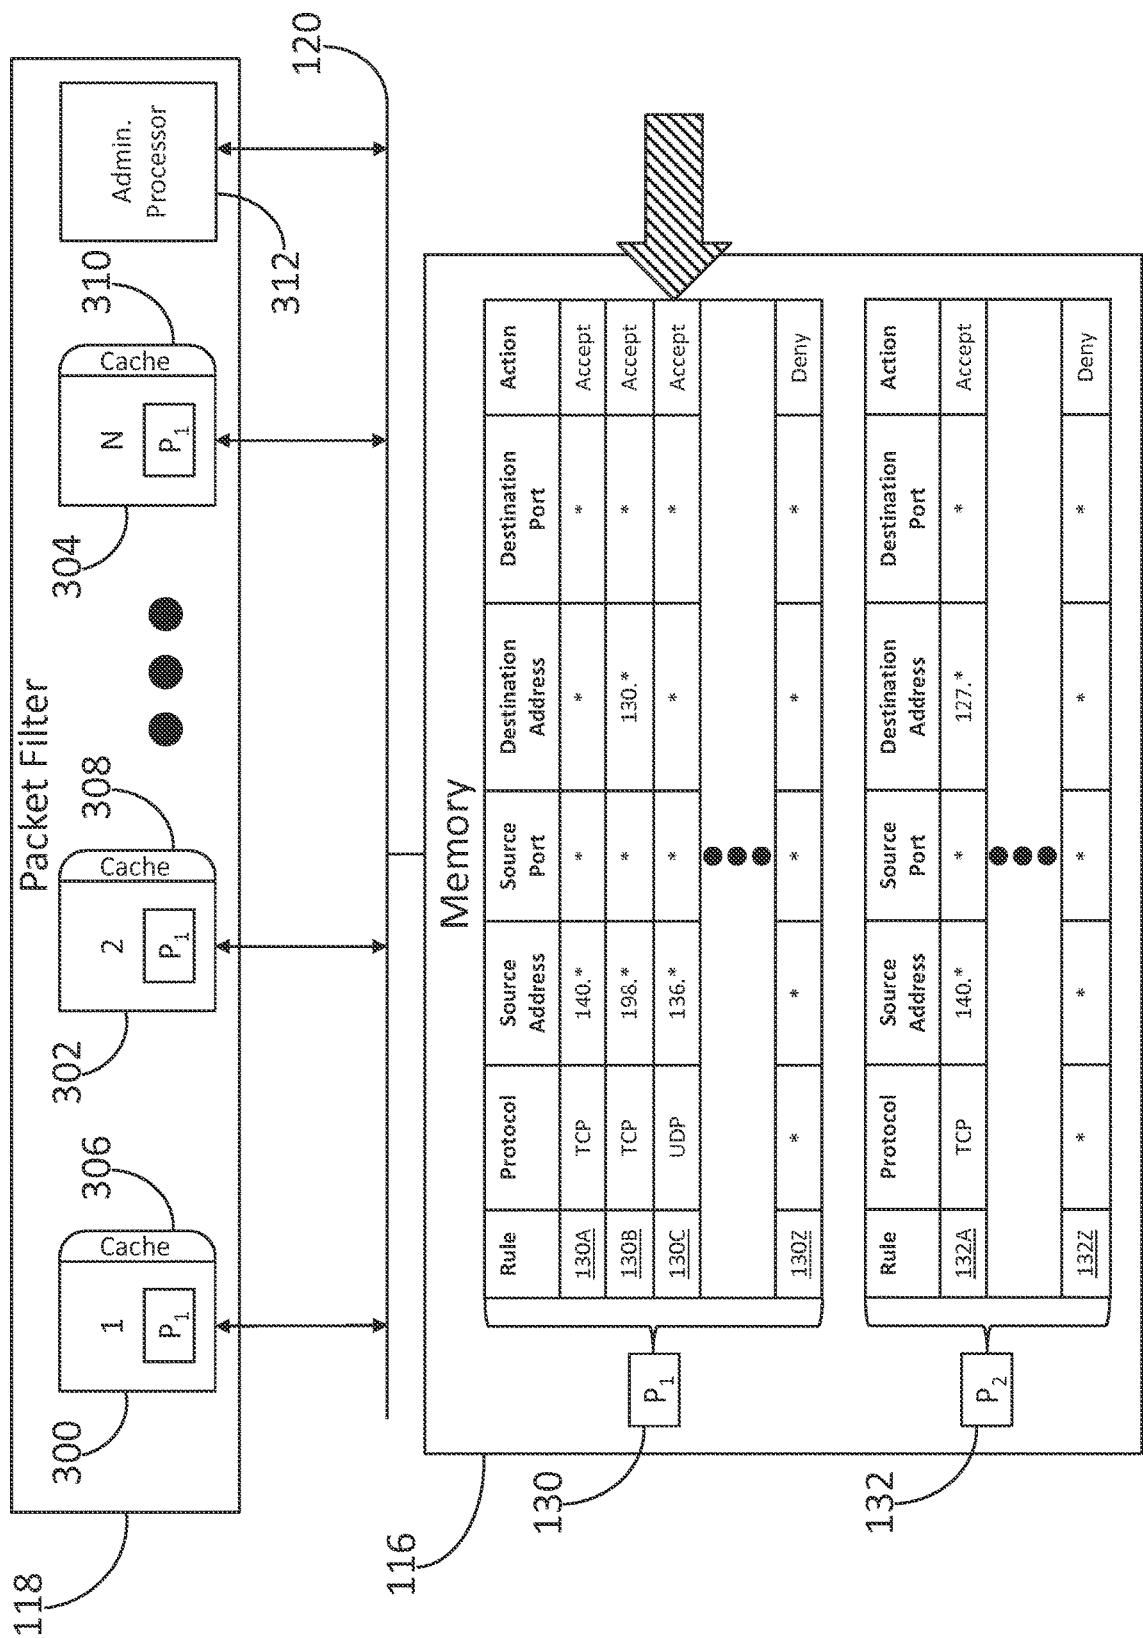 118
Packet Filter
300
1
P1
Cache
306
302
2
P1
Cache
308
304
N
P1
Cache
310
Admin.
Processor
312
120
116
Memory
130
P1
Rule Protocol Source Address Source Port Destination Address Destination Port Action
130A TCP 140.* * * * Accept
130B TCP 198.* * 130.* * Accept
130C UDP 136.* * * * Accept
130Z * * * * * Deny
132
P2
Rule Protocol Source Address Source Port Destination Address Destination Port Action
132A TCP 140.* * 127.* * Accept
132Z * * * * * Deny